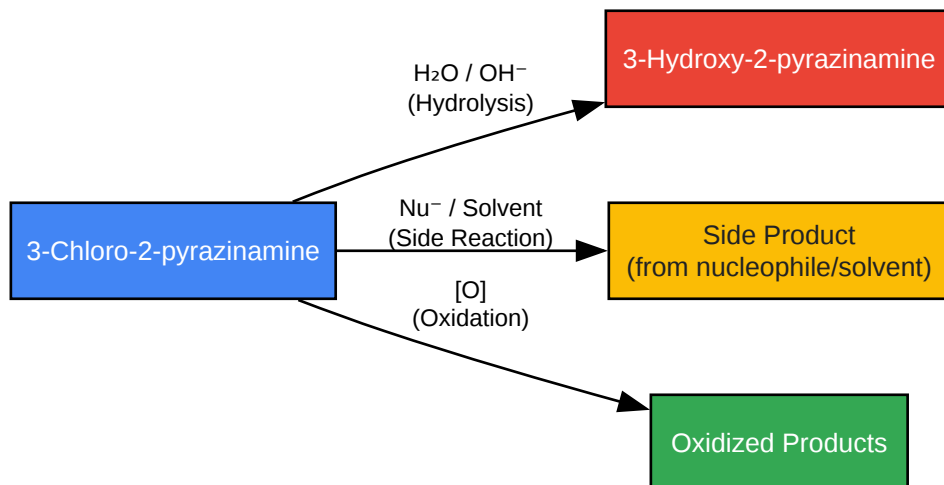 3-Hydroxy-2-pyrazinamine
H₂O / OH⁻
(Hydrolysis)
3-Chloro-2-pyrazinamine
Nu⁻ / Solvent
(Side Reaction)
Side Product
(from nucleophile/solvent)
[O]
(Oxidation)
Oxidized Products